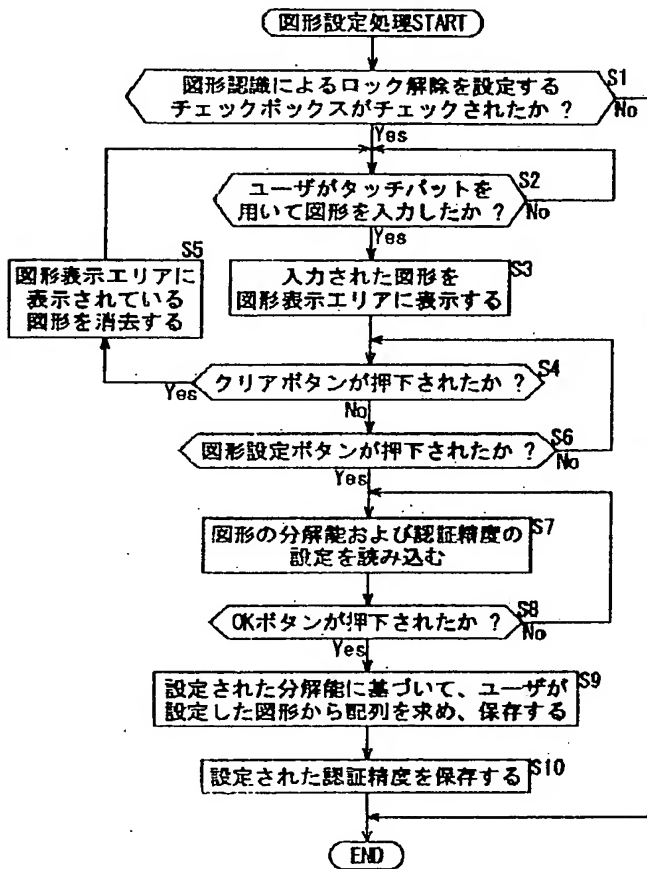 図形設定処理START
S1
図形認識によるロック解除を設定する
チェックボックスがチェックされたか ?
No
Yes
S2
ユーザがタッチパットを
用いて図形を入力したか ?
No
Yes
S5
図形表示エリアに
表示されている
図形を消去する
S3
入力された図形を
図形表示エリアに表示する
S4
クリアボタンが押下されたか ?
Yes
No
S6
図形設定ボタンが押下されたか ?
No
Yes
S7
図形の分解能および認証精度の
設定を読み込む
S8
OKボタンが押下されたか ?
No
Yes
S9
設定された分解能に基づいて、ユーザが
設定した図形から配列を求め、保存する
S10
設定された認証精度を保存する
END